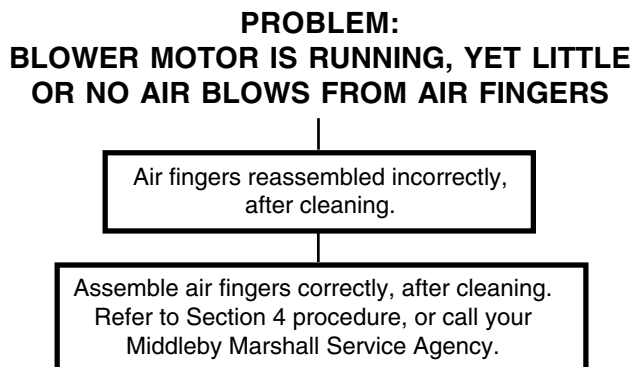 PROBLEM:
BLOWER MOTOR IS RUNNING, YET LITTLE
OR NO AIR BLOWS FROM AIR FINGERS
Air fingers reassembled incorrectly,
after cleaning.
Assemble air fingers correctly, after cleaning.
Refer to Section 4 procedure, or call your
Middleby Marshall Service Agency.